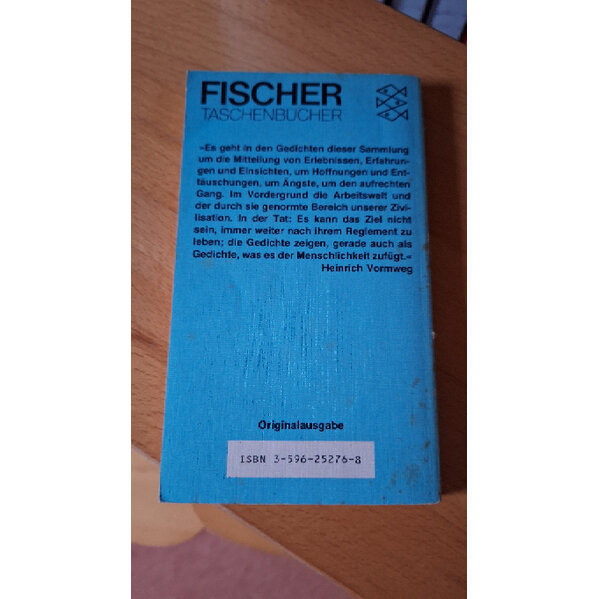 FISCHER
TASCHENBÜCHER
»Es geht in den Gedichten dieser Sammlung
um die Mitteilung von Erlebnissen, Erfahrun-
gen und Einsichten, um Hoffnungen und Ent-
täuschungen, um Ängste, um den aufrechten
Gang. Im Vordergrund die Arbeitswelt und
der durch sie genormte Bereich unserer Zivi-
lisation. In der Tat: Es kann das Ziel nicht
sein, immer weiter nach ihrem Reglement zu
leben; die Gedichte zeigen, gerade auch als
Gedichte, was es der Menschlichkeit zufügt.«
Heinrich Vormweg
Originalausgabe
ISBN 3-596-25276-8